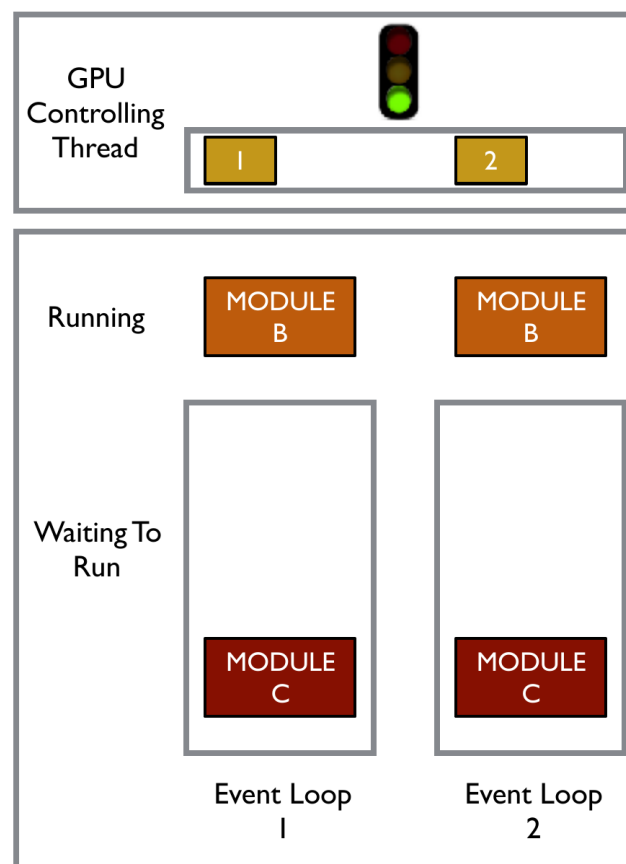 GPU
Controlling
Thread
1
2
Running
MODULE
B
MODULE
B
Waiting To
Run
MODULE
C
MODULE
C
Event Loop
1
Event Loop
2